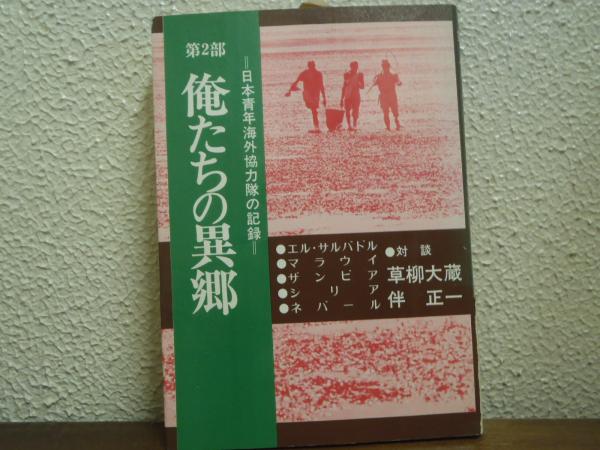 第2部
俺たちの異郷
＝日本青年海外協力隊の記録＝
●対談
草柳大蔵
伴 正一
●エル・サルバドル
●マラウイ
●ザンビア
●シリア
●ネパール